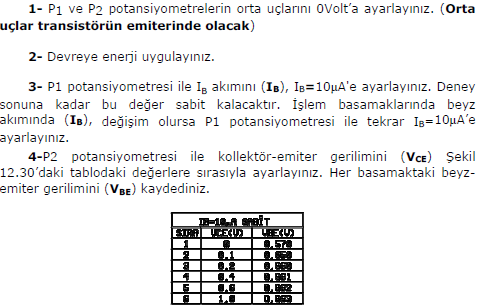 1- P1 ve P2 potansiyometrelerin orta uçlarını 0Volt'a ayarlayınız. (Orta
uçlar transistörün emiterinde olacak)
2- Devreye enerji uygulayınız.
3- P1 potansiyometresi ile IB akımını (IB), IB=10µA'e ayarlayınız. Deney
sonuna kadar bu değer sabit kalacaktır. İşlem basamaklarında beyz
akımında (IB), değişim olursa P1 potansiyometresi ile tekrar IB=10µA'e
ayarlayınız.
4-P2 potansiyometresi ile kollektör-emiter gerilimini (VCE) Şekil
12.30'daki tablodaki değerlere sırasıyla ayarlayınız. Her basamaktaki beyz-
emiter gerilimini (VBE) kaydediniz.
SABİT
SIRA VCE(V) VBE(V)
1 0 0.570
2 0.1
3 0.2
4 0.4
5 0.6
6 1.0